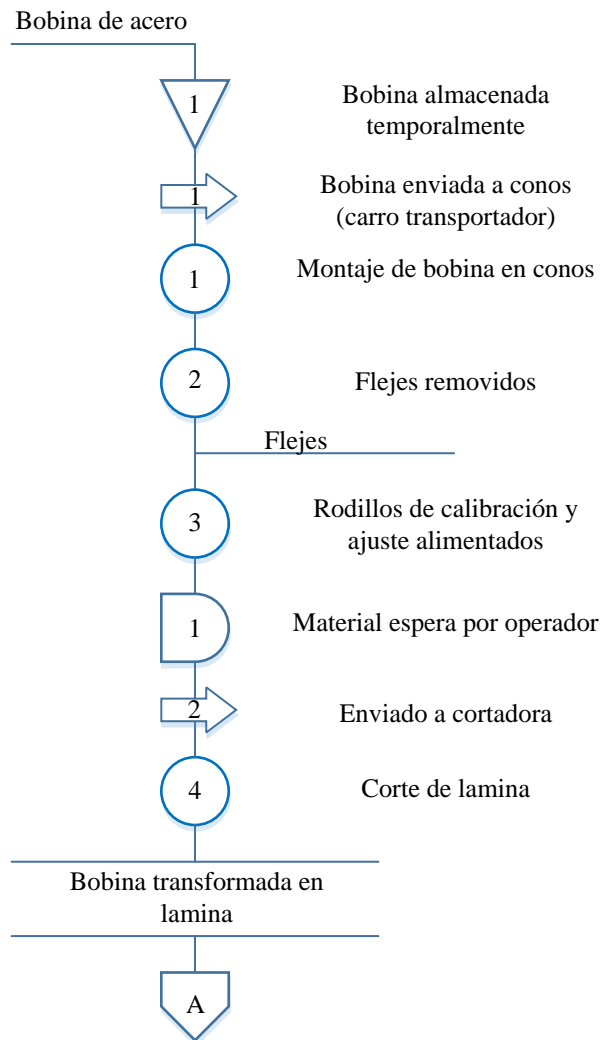 Bobina de acero
1
Bobina almacenada
temporalmente
1
Bobina enviada a conos
(carro transportador)
1
Montaje de bobina en conos
2
Flejes removidos
Flejes
3
Rodillos de calibración y
ajuste alimentados
1
Material espera por operador
2
Enviado a cortadora
4
Corte de lamina
Bobina transformada en
lamina
A